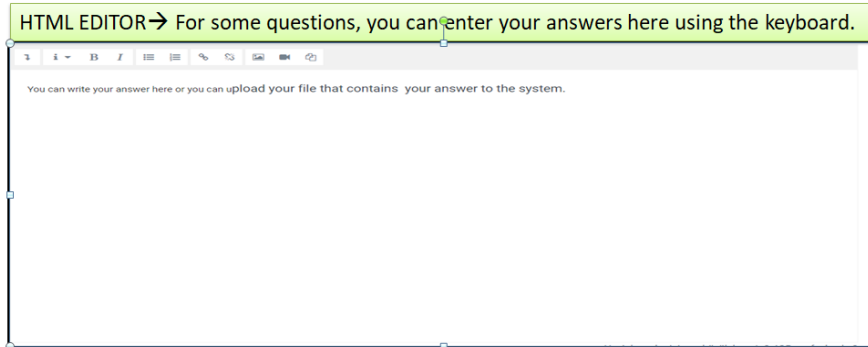 HTML EDITOR→ For some questions, you can enter your answers here using the keyboard.
You can write your answer here or you can upload your file that contains your answer to the system.